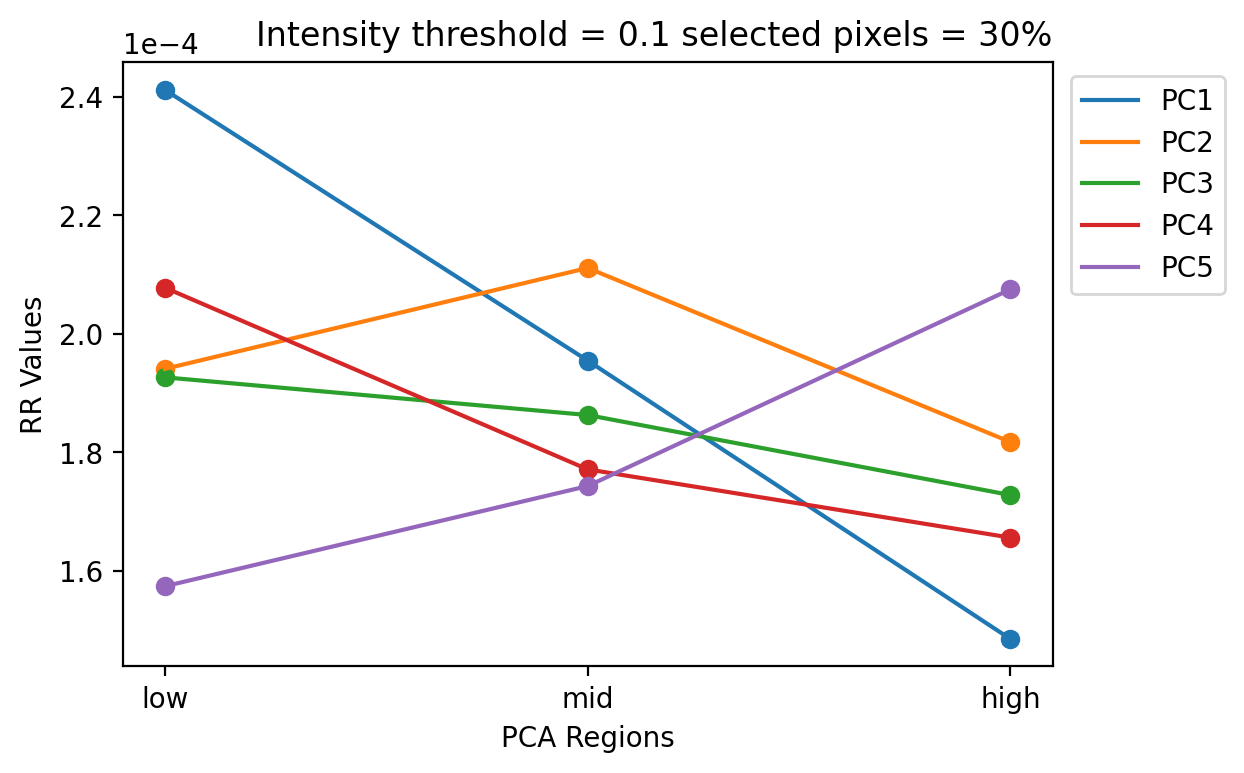 Intensity threshold = 0.1 selected pixels = 30%
1e−4
2.4
2.2
2.0
1.8
1.6
RR Values
low
mid
high
PCA Regions
PC1
PC2
PC3
PC4
PC5